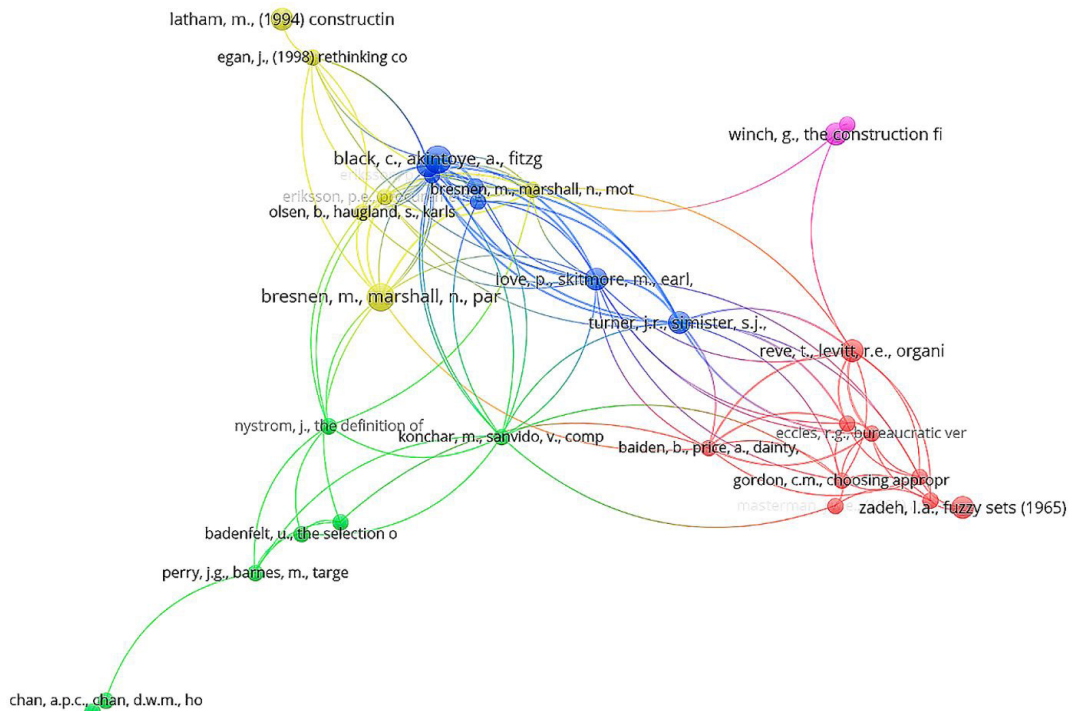 latham, m., (1994) constructin
egan, j., (1998) rethinking co
winch, g., the construction fi
black, c., akintoye, a., fitzg
bresnen, m., marshall, n., mot
eriksson, p.e.,
olsen, b., haugland, s., karls
love, p., skitmore, m., earl,
bresnen, m., marshall, n., par
turner, j.r., simister, s.j.,
reve, t., levitt, r.e., organi
nystrom, j., the definition of
konchar, m., sanvido, v., comp
eccles, r.g., bureaucratic ver
baiden, b., price, a., dainty,
gordon, c.m., choosing appropr
masterman,
zadeh, l.a., fuzzy sets (1965)
badenfelt, u., the selection o
perry, j.g., barnes, m., targe
chan, a.p.c., chan, d.w.m., ho